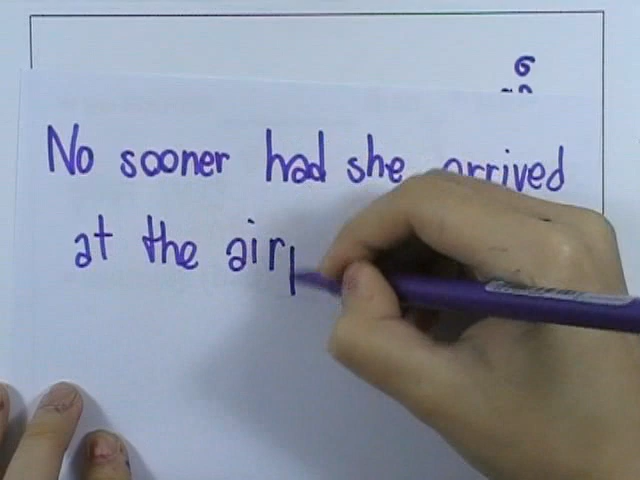 No sooner had she arrived
at the air